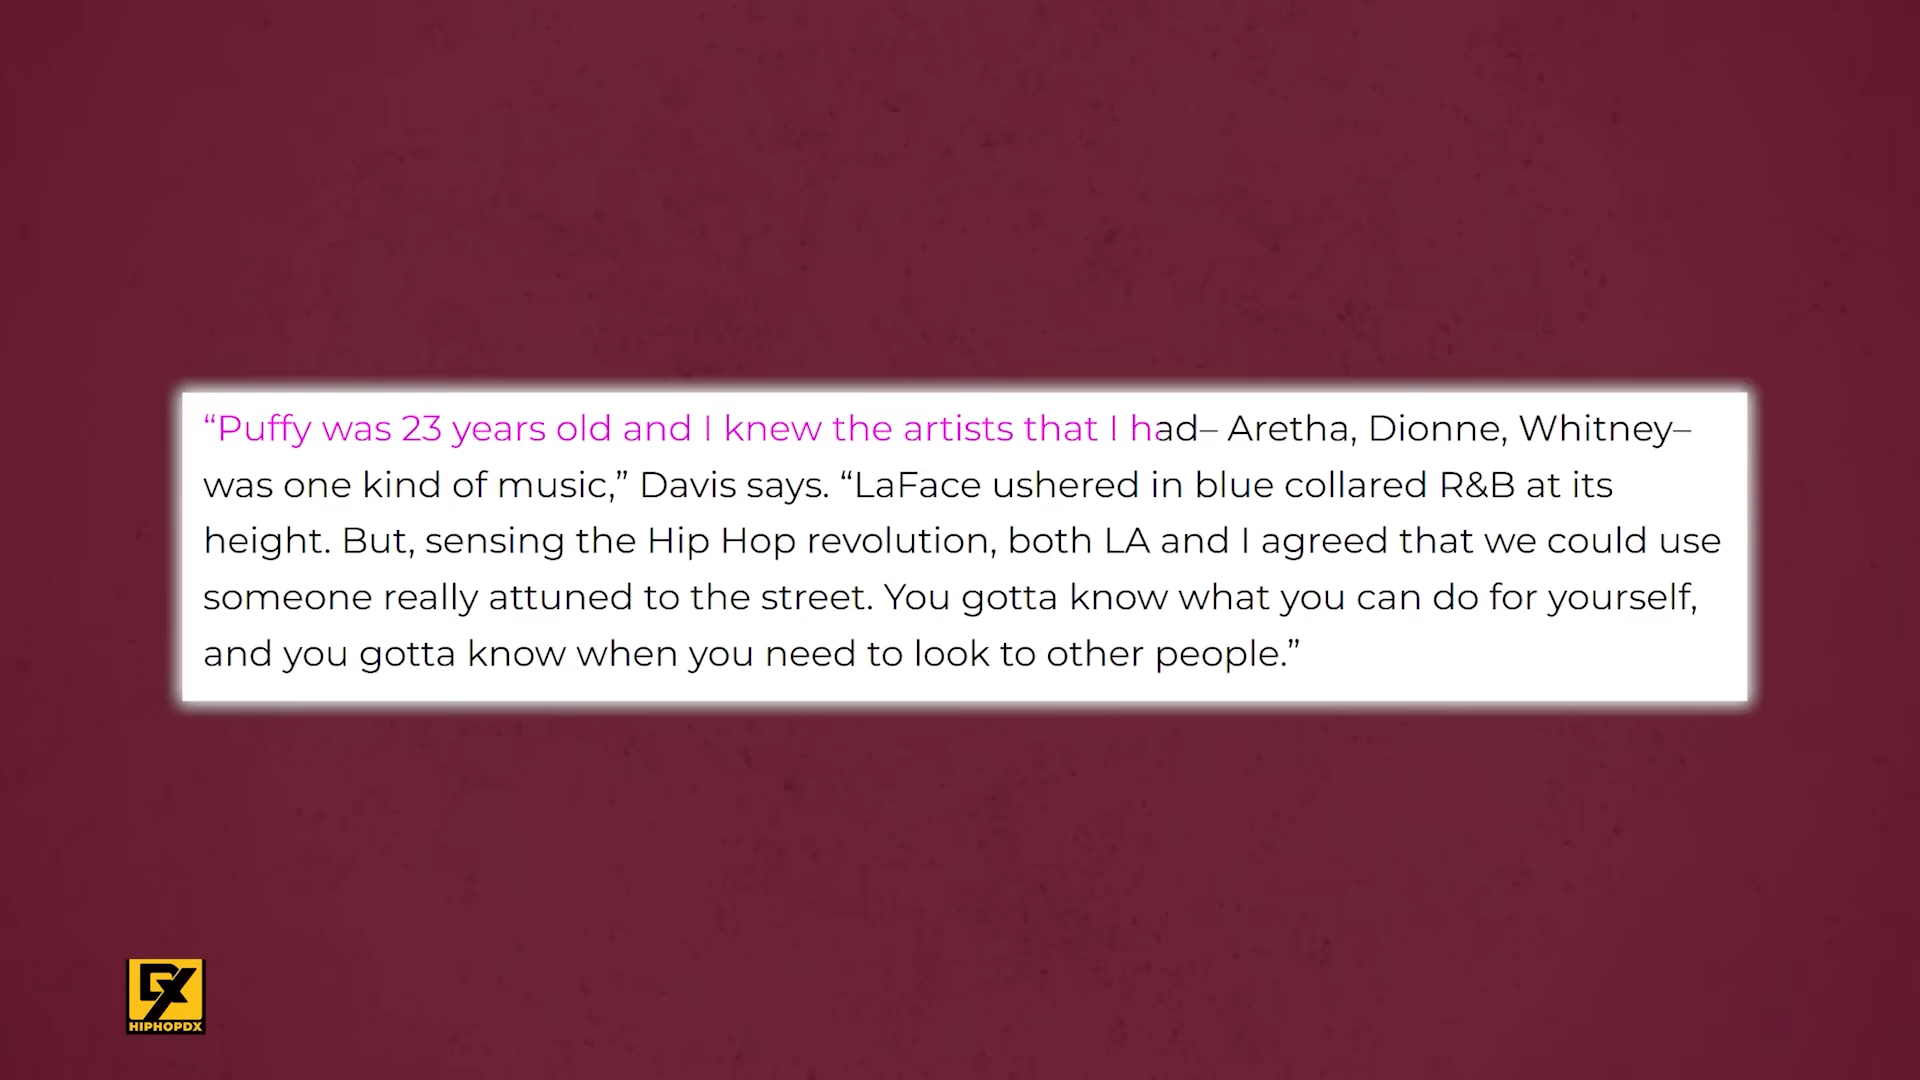 “Puffy was 23 years old and I knew the artists that I had– Aretha, Dionne, Whitney–
was one kind of music,” Davis says. “LaFace ushered in blue collared R&B at its
height. But, sensing the Hip Hop revolution, both LA and I agreed that we could use
someone really attuned to the street. You gotta know what you can do for yourself,
and you gotta know when you need to look to other people.”
DX
HIPHOPDX